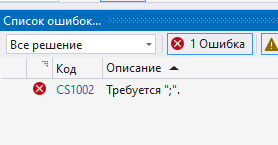 Список ошибок...
Все решение
1 Ошибка
Код Описание
CS1002 Требуется ";".